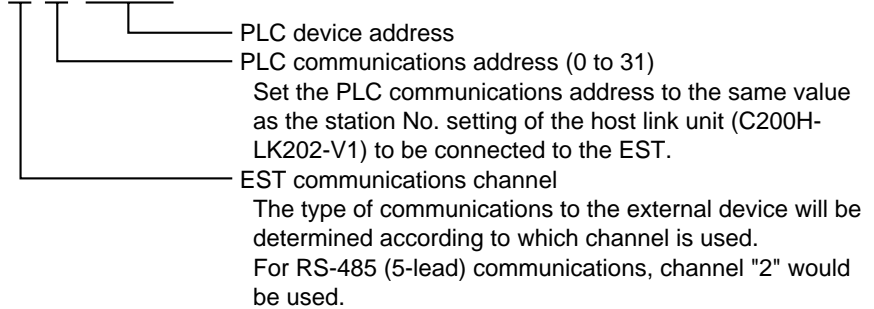 PLC device address
PLC communications address (0 to 31)
Set the PLC communications address to the same value
as the station No. setting of the host link unit (C200H-
LK202-V1) to be connected to the EST.
EST communications channel
The type of communications to the external device will be
determined according to which channel is used.
For RS-485 (5-lead) communications, channel "2" would
be used.